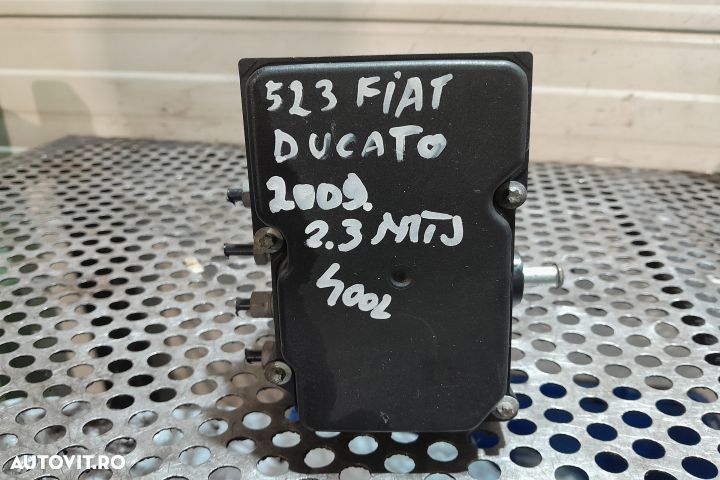 523 FiAT
DUCATO
2009.
2.3 MTJ
400L
AUTOVIT.RO